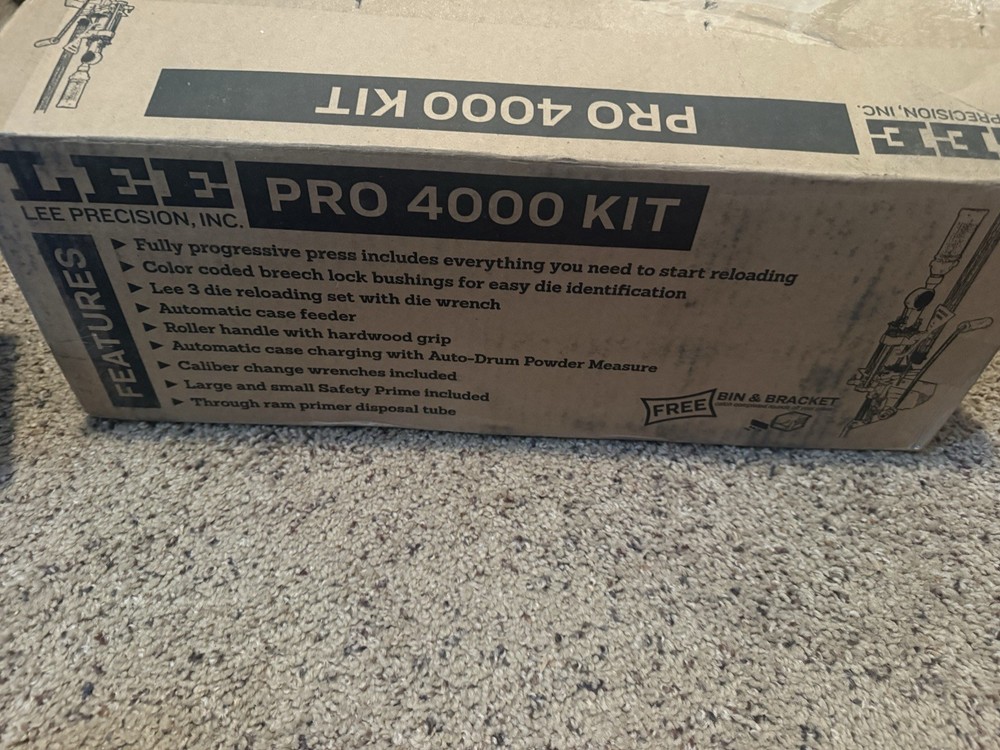 PRO 4000 KIT
LEE
PRECISION, INC.
LEE
LEE PRECISION, INC.
PRO 4000 KIT
FEATURES
► Fully progressive press includes everything you need to start reloading
► Color coded breech lock bushings for easy die identification
► Lee 3 die reloading set with die wrench
► Automatic case feeder
► Roller handle with hardwood grip
► Automatic case charging with Auto-Drum Powder Measure
► Caliber change wrenches included
► Large and small Safety Prime included
► Through ram primer disposal tube
FREE BIN & BRACKET